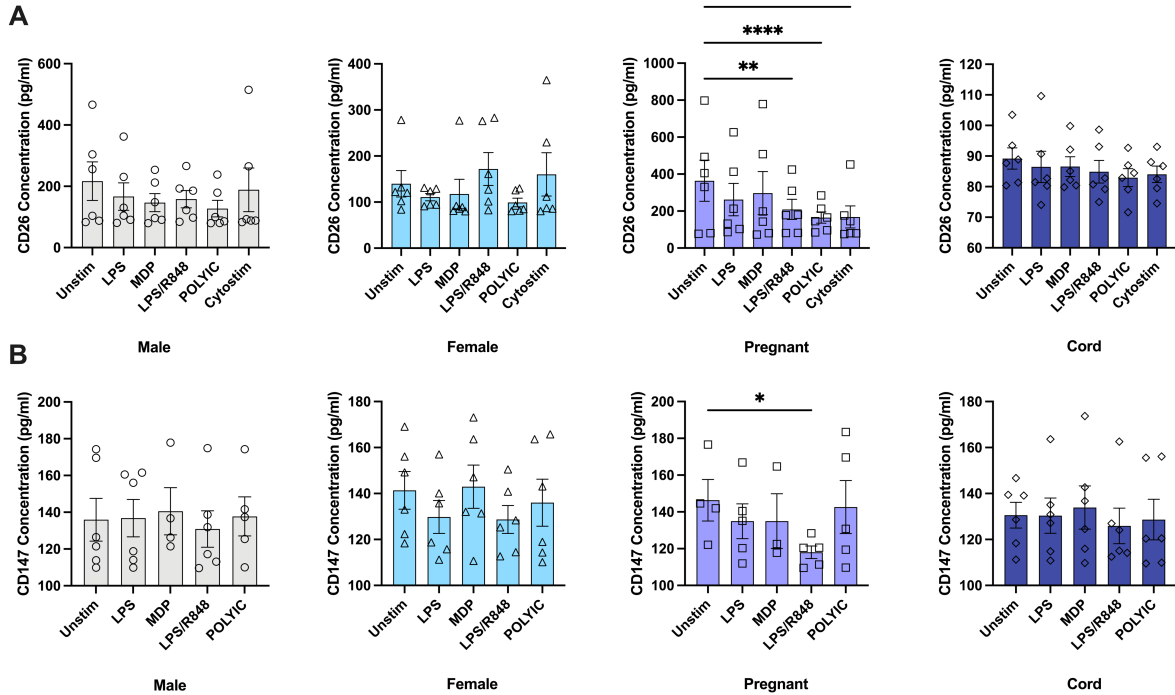 A
****
**
CD26 Concentration (pg/ml)
600
400
200
0
Unstim
LPS
MDP
LPS/R848
POLYIC
Cytostim
Male
CD26 Concentration (pg/ml)
400
300
200
100
0
Unstim
LPS
MDP
LPS/R848
POLYIC
Cytostim
Female
CD26 Concentration (pg/ml)
1000
800
600
400
200
0
Unstim
LPS
MDP
LPS/R848
POLYIC
Cytostim
Pregnant
CD26 Concentration (pg/ml)
120
110
100
90
80
70
60
Unstim
LPS
MDP
LPS/R848
POLYIC
Cytostim
Cord
B
CD147 Concentration (pg/ml)
200
180
160
140
120
100
Unstim
LPS
MDP
LPS/R848
POLYIC
Male
CD147 Concentration (pg/ml)
180
160
140
120
100
Unstim
LPS
MDP
LPS/R848
POLYIC
Female
*
CD147 Concentration (pg/ml)
200
180
160
140
120
100
Unstim
LPS
MDP
LPS/R848
POLYIC
Pregnant
CD147 Concentration (pg/ml)
180
160
140
120
100
Unstim
LPS
MDP
LPS/R848
POLYIC
Cord